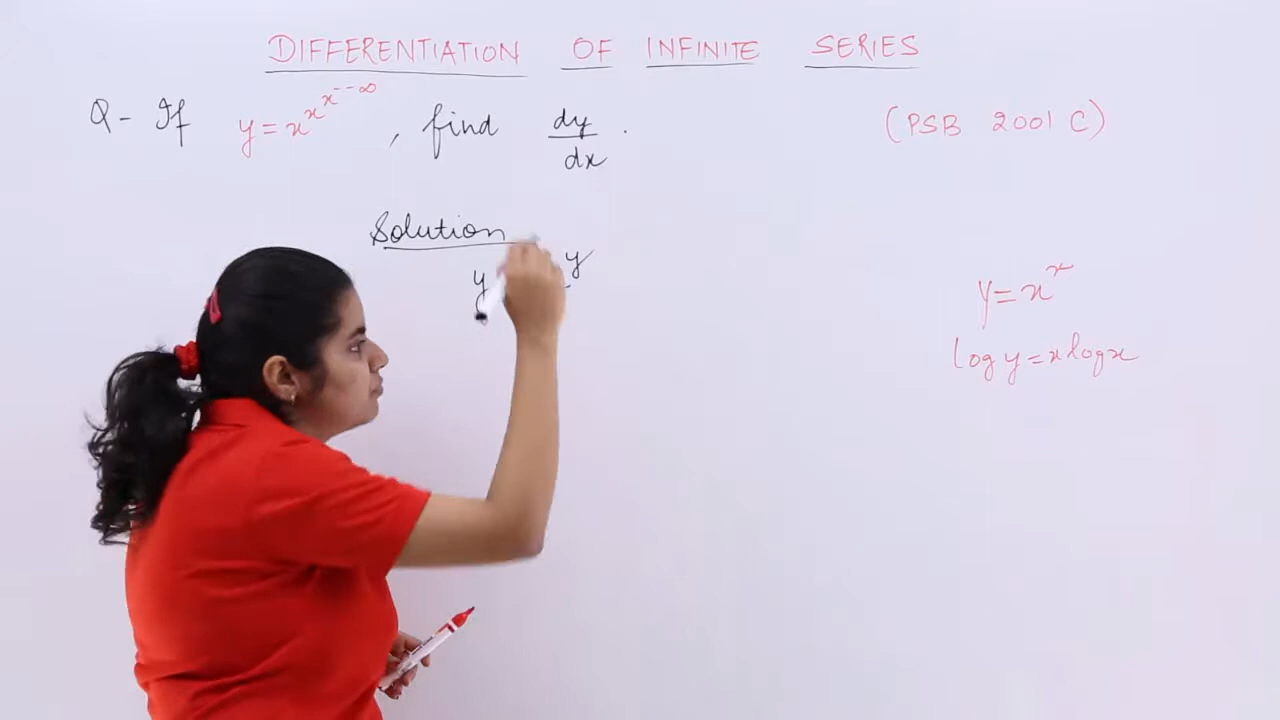 DIFFERENTIATION OF INFINITE SERIES
Q- If y = x^{x^{x^{--∞}}}, find dy/dx . (PSB 2001 C)
Solution
y y
y = x^x
log y = x log x